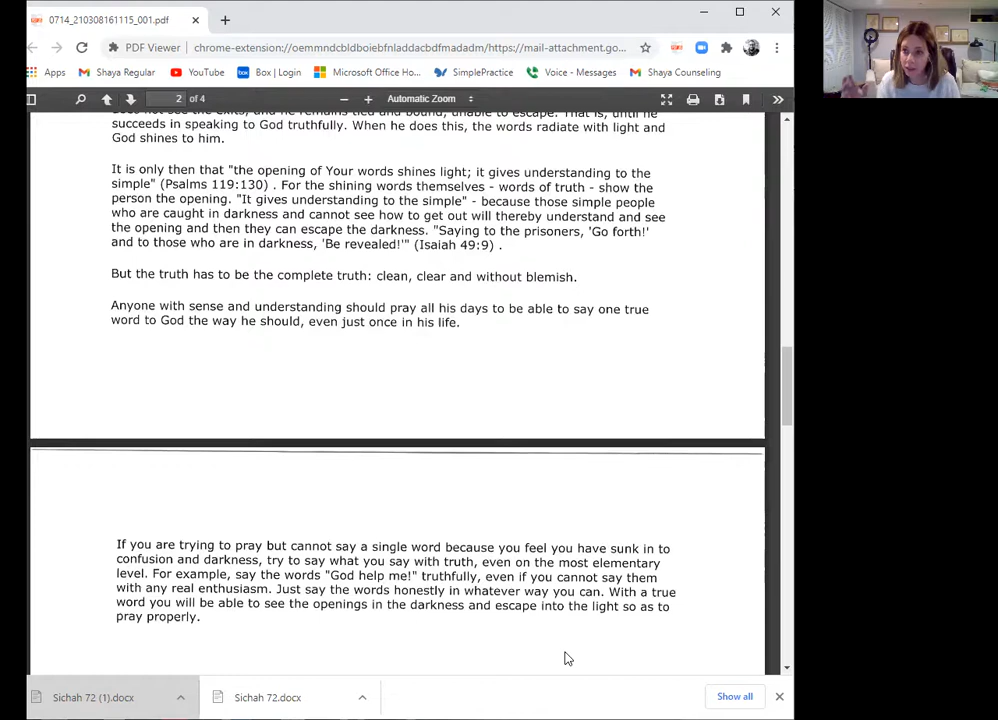 0714_210308161115_001.pdf
PDF Viewer | chrome-extension://oemmndcbldboiebfnladdacbdfmadadm/https://mail-attachment.go...
Apps Shaya Regular YouTube Box | Login Microsoft Office Ho... SimplePractice Voice - Messages Shaya Counseling
2 of 4 Automatic Zoom
succeeds in speaking to God truthfully. When he does this, the words radiate with light and
God shines to him.
It is only then that "the opening of Your words shines light; it gives understanding to the
simple" (Psalms 119:130) . For the shining words themselves - words of truth - show the
person the opening. "It gives understanding to the simple" - because those simple people
who are caught in darkness and cannot see how to get out will thereby understand and see
the opening and then they can escape the darkness. "Saying to the prisoners, 'Go forth!'
and to those who are in darkness, 'Be revealed!'" (Isaiah 49:9) .
But the truth has to be the complete truth: clean, clear and without blemish.
Anyone with sense and understanding should pray all his days to be able to say one true
word to God the way he should, even just once in his life.
If you are trying to pray but cannot say a single word because you feel you have sunk in to
confusion and darkness, try to say what you say with truth, even on the most elementary
level. For example, say the words "God help me!" truthfully, even if you cannot say them
with any real enthusiasm. Just say the words honestly in whatever way you can. With a true
word you will be able to see the openings in the darkness and escape into the light so as to
pray properly.
Sichah 72 (1).docx Sichah 72.docx Show all